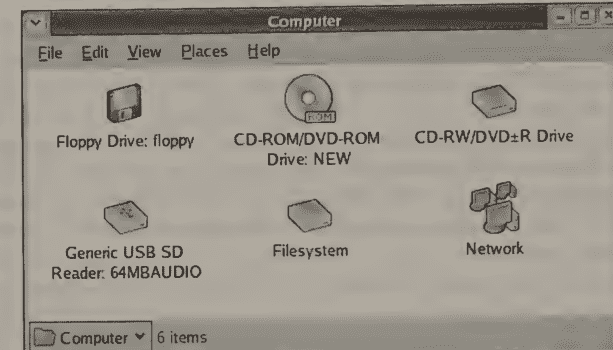 Computer
File Edit View Places Help
Floppy Drive: floppy
CD-ROM/DVD-ROM
Drive: NEW
ROM
CD-RW/DVD±R Drive
Generic USB SD
Reader: 64MBAUDIO
Filesystem
Network
Computer 6 items